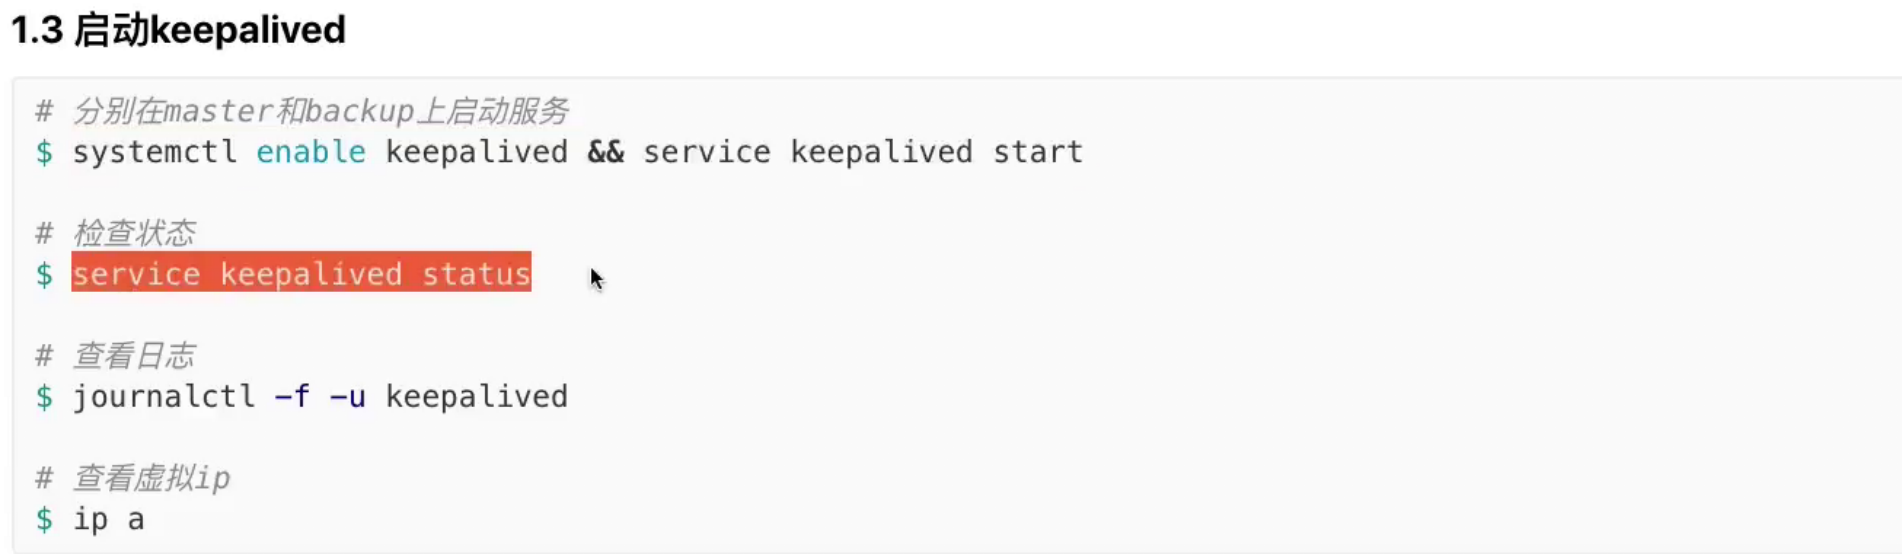 1.3 启动keepalived
# 分别在master和backup上启动服务
$ systemctl enable keepalived && service keepalived start
# 检查状态
$ service keepalived status
# 查看日志
$ journalctl -f -u keepalived
# 查看虚拟ip
$ ip a